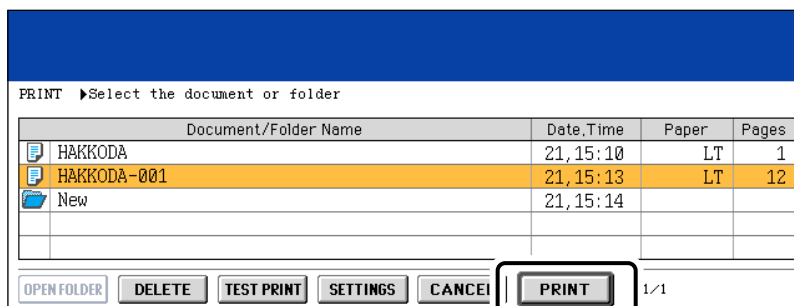 PRINT ▶Select the document or folder
Document/Folder Name Date,Time Paper Pages
HAKKODA 21,15:10 LT 1
HAKKODA-001 21,15:13 LT 12
New 21,15:14
OPEN FOLDER DELETE TEST PRINT SETTINGS CANCEL PRINT 1/1